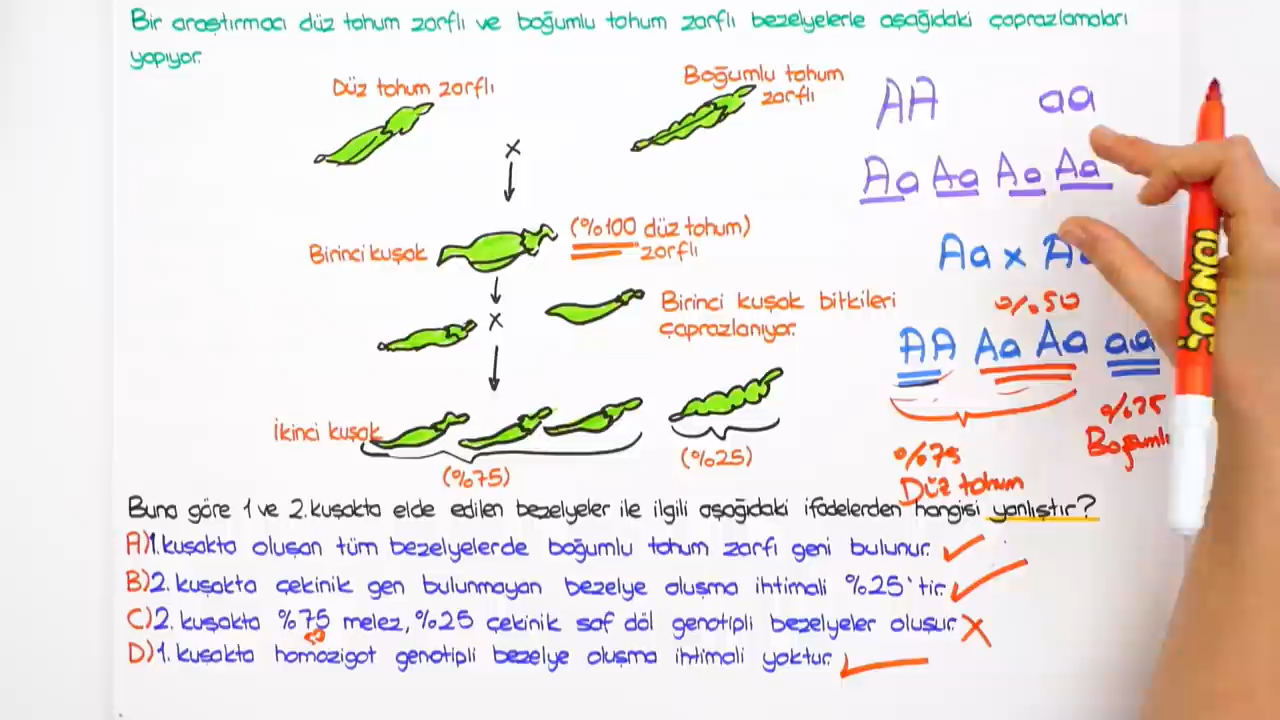 Bir araştırmacı düz tohum zarflı ve boğumlu tohum zarflı bezelyelerle aşağıdaki çaprazlamaları
yapıyor.
Düz tohum zarflı
Boğumlu tohum
zarflı
AA aa
x
Aa Aa Aa Aa
Birinci kuşak
(%100 düz tohum)
zarflı
Aa x
x
Birinci kuşak bitkileri
çaprazlanıyor.
%50
AA Aa Aa aa
İkinci kuşak
(%75)
(%25)
%75
Düz tohum
%25
Boğumlı
Buna göre 1 ve 2. kuşakta elde edilen bezelyeler ile ilgili aşağıdaki ifadelerden hangisi yanlıştır?
A) 1. kuşakta oluşan tüm bezelyelerde boğumlu tohum zarfı geni bulunur.
B) 2. kuşakta çekinik gen bulunmayan bezelye oluşma ihtimali %25'tir.
C) 2. kuşakta %75 melez, %25 çekinik saf döl genotipli bezelyeler oluşur.
D) 1. kuşakta homozigot genotipli bezelye oluşma ihtimali yoktur.
TONGUÇ